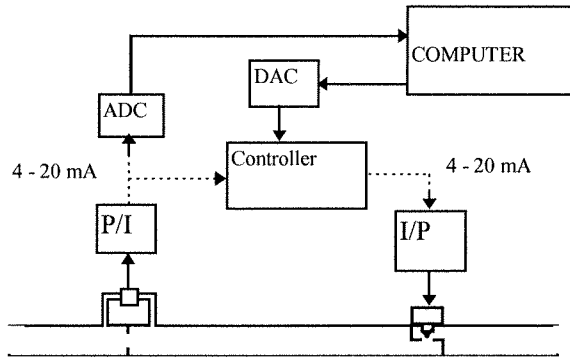 COMPUTER
DAC
ADC
Controller
4 - 20 mA
4 - 20 mA
P/I
I/P